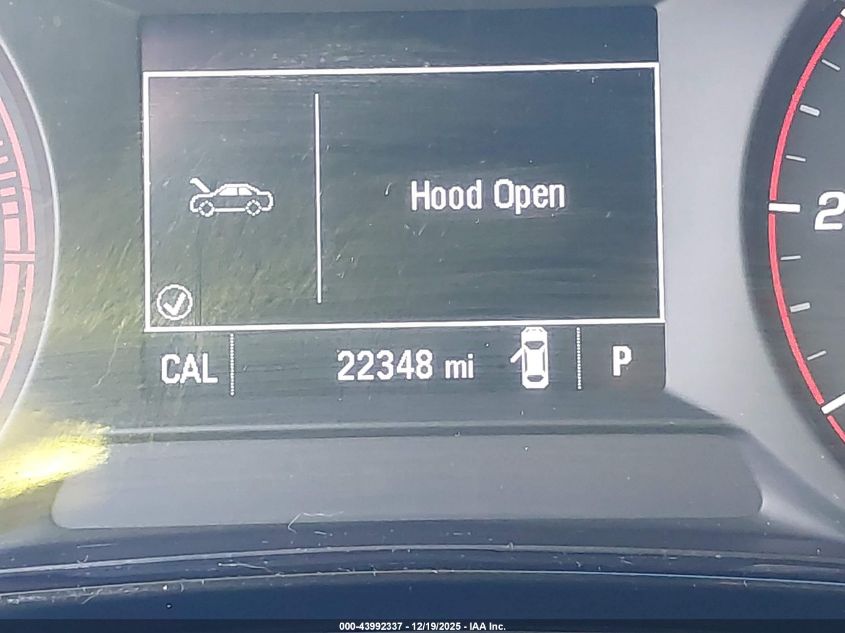 Hood Open
CAL 22348 mi P
2
000-43992337 - 12/19/2025 - IAA Inc.